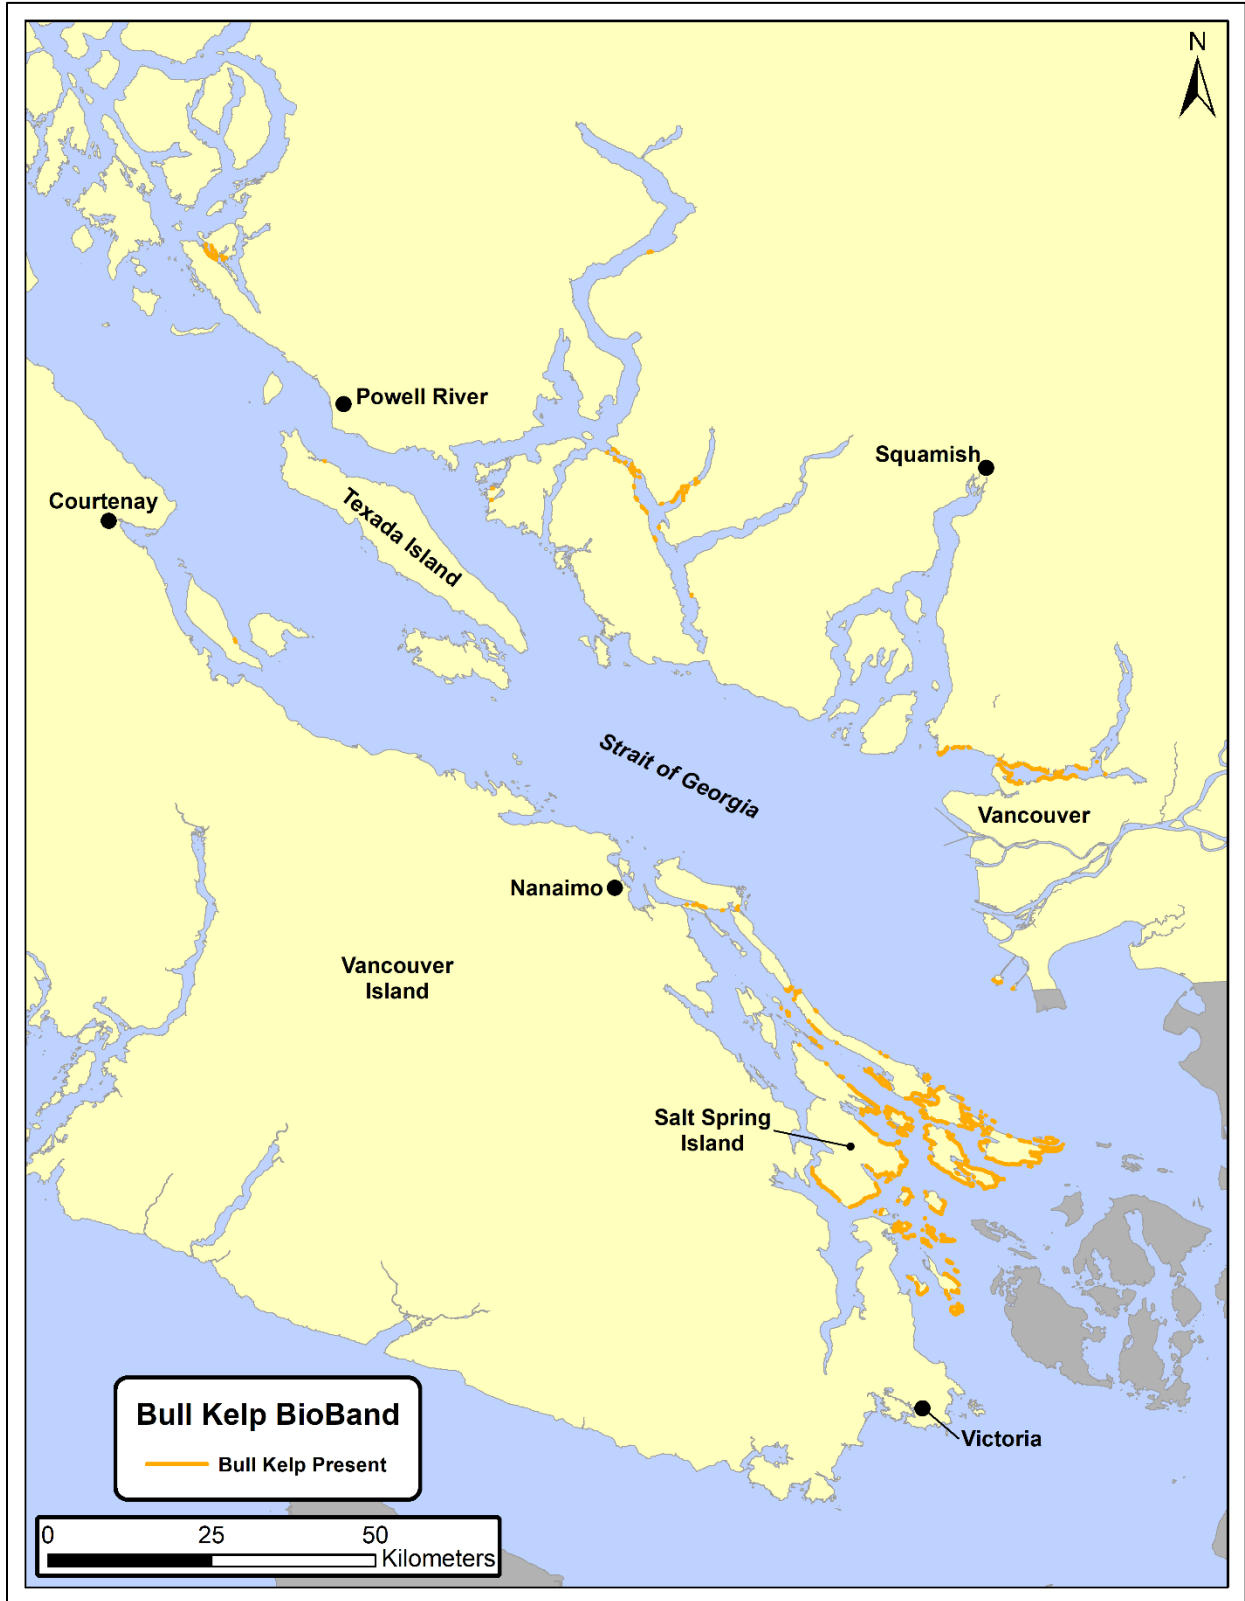 N
Powell River
Squamish
Courtenay
Texada Island
Strait of Georgia
Vancouver
Nanaimo
Vancouver
Island
Salt Spring
Island
Victoria
Bull Kelp BioBand
Bull Kelp Present
0 25 50
Kilometers